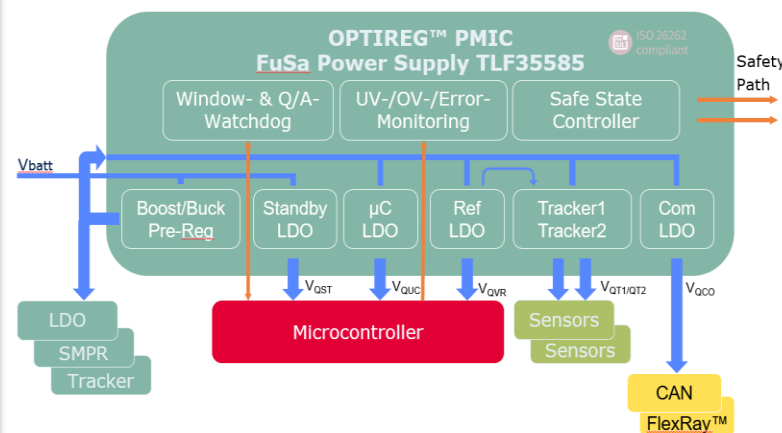 OPTIREG™ PMIC
FuSa Power Supply TLF35585
ISO 26262
compliant
Safety
Path
Window- & Q/A-
Watchdog
UV-/OV-/Error-
Monitoring
Safe State
Controller
Vbatt
Boost/Buck
Pre-Reg
Standby
LDO
µC
LDO
Ref
LDO
Tracker1
Tracker2
Com
LDO
VQST
VQUC
VQVR
VQT1/QT2
VQCO
LDO
SMPR
Tracker
Microcontroller
Sensors
Sensors
CAN
FlexRay™